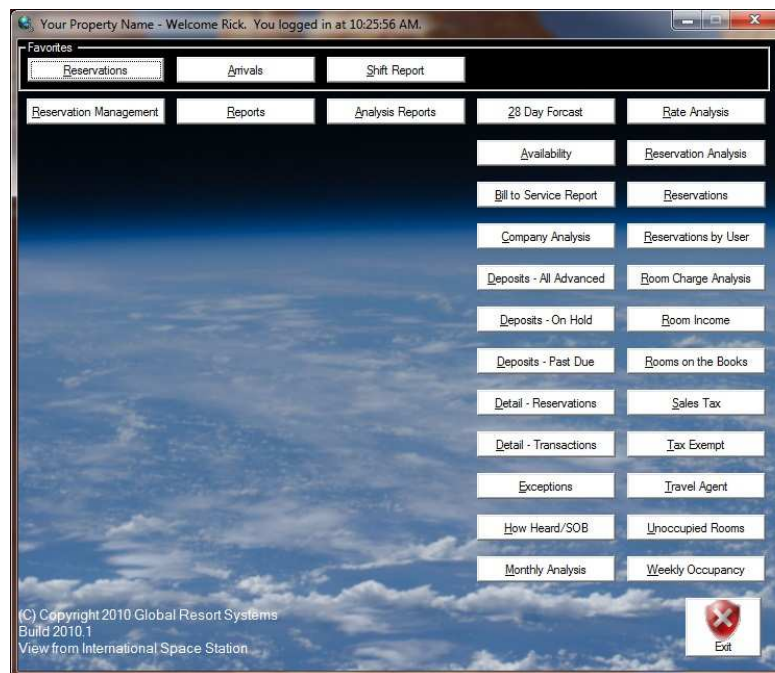 Your Property Name - Welcome Rick. You logged in at 10:25:56 AM.
Favorites
Reservations Arrivals Shift Report
Reservation Management Reports Analysis Reports 28 Day Forcast Rate Analysis
Availability Reservation Analysis
Bill to Service Report Reservations
Company Analysis Reservations by User
Deposits - All Advanced Room Charge Analysis
Deposits - On Hold Room Income
Deposits - Past Due Rooms on the Books
Detail - Reservations Sales Tax
Detail - Transactions Tax Exempt
Exceptions Travel Agent
How Heard/SOB Unoccupied Rooms
Monthly Analysis Weekly Occupancy
(C) Copyright 2010 Global Resort Systems
Build 2010.1
View from International Space Station
Exit